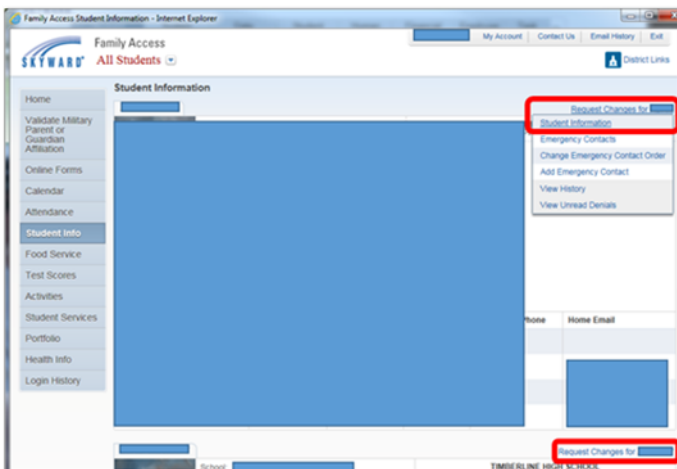 Family Access Student Information - Internet Explorer
My Account Contact Us Email History Exit
Family Access
SKYWARD All Students
District Links
Student Information
Home
Request Changes for
Validate Military
Parent or
Guardian
Affiliation
Student Information
Emergency Contacts
Change Emergency Contact Order
Add Emergency Contact
View History
View Unread Denials
Online Forms
Calendar
Attendance
Student Info
Food Service
Test Scores
Activities
Student Services
Portfolio
Health Info
Login History
Phone Home Email
Request Changes for
School:
TIMBERLINE HIGH SCHOOL